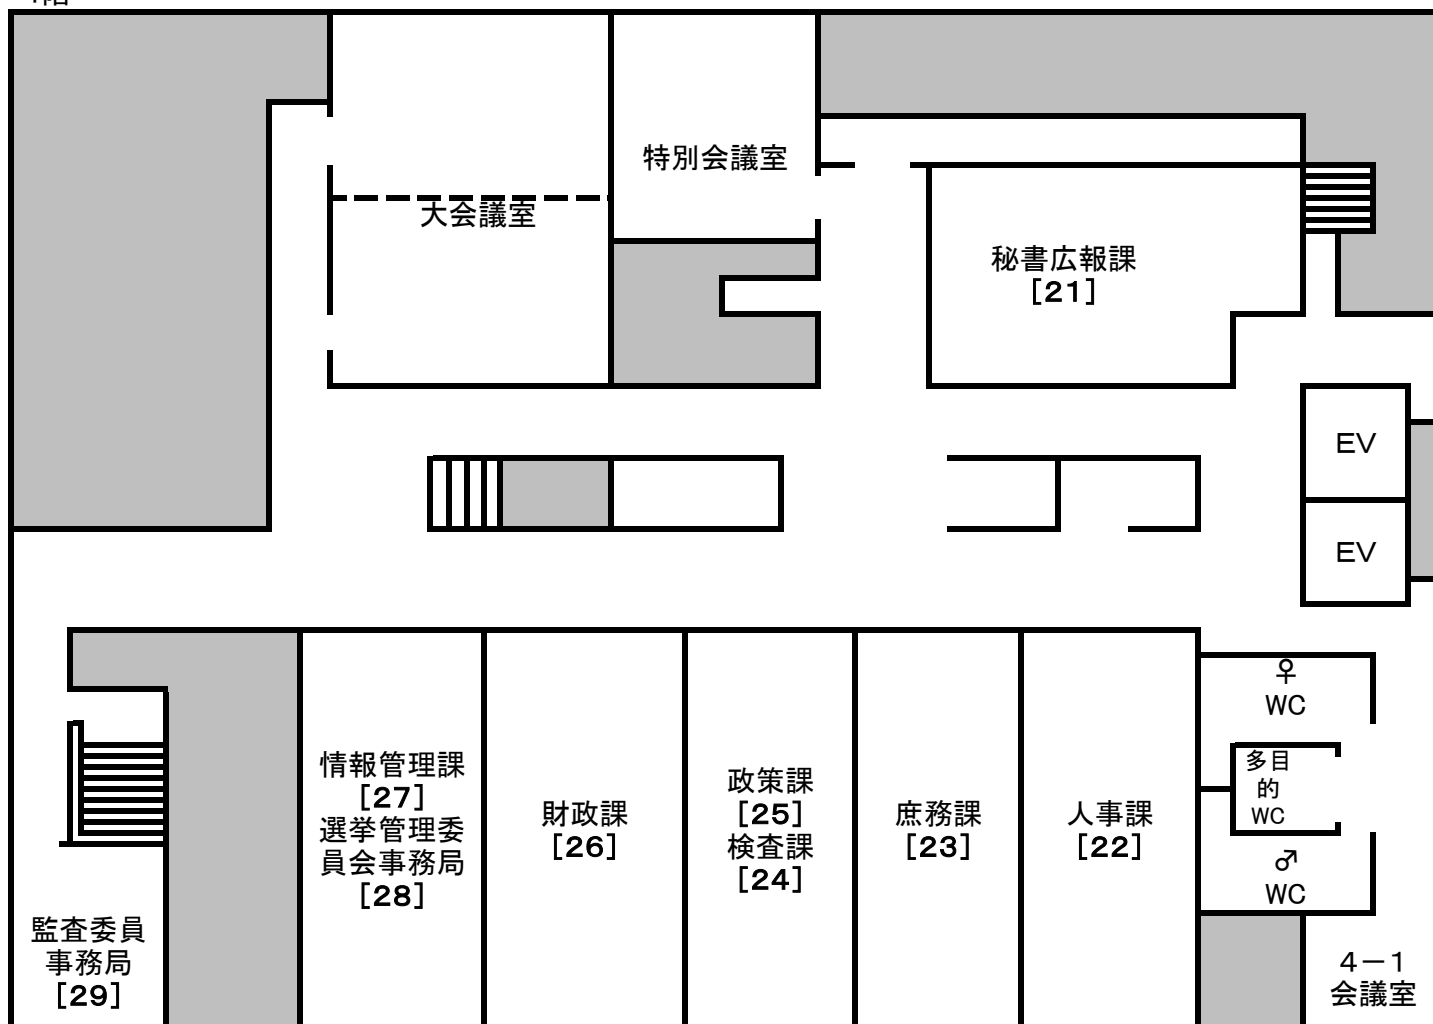 特別会議室
大会議室
秘書広報課
[21]
EV
EV
♀
WC
多目
的
WC
♂
WC
情報管理課
[27]
選挙管理委
員会事務局
[28]
財政課
[26]
政策課
[25]
検査課
[24]
庶務課
[23]
人事課
[22]
監査委員
事務局
[29]
4－1
会議室